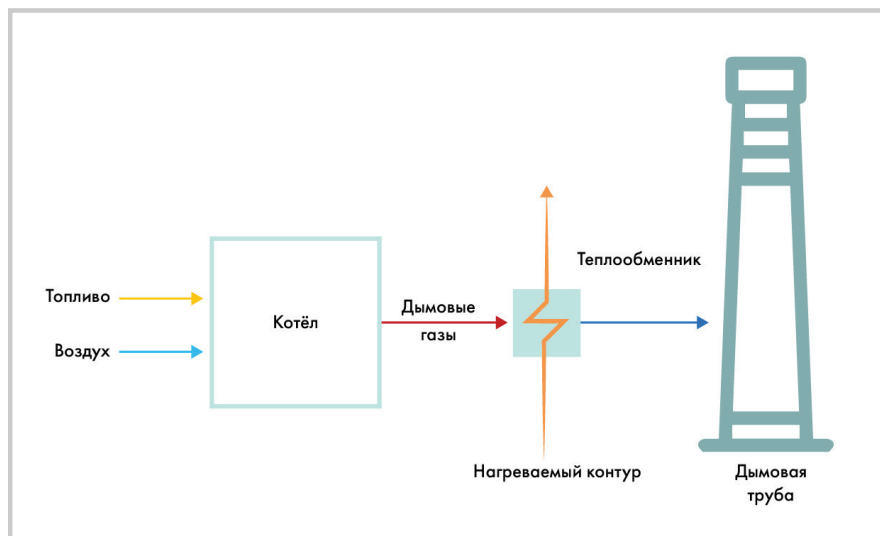 Теплообменник
Топливо
Котёл
Дымовые
газы
Воздух
Нагреваемый контур
Дымовая
труба